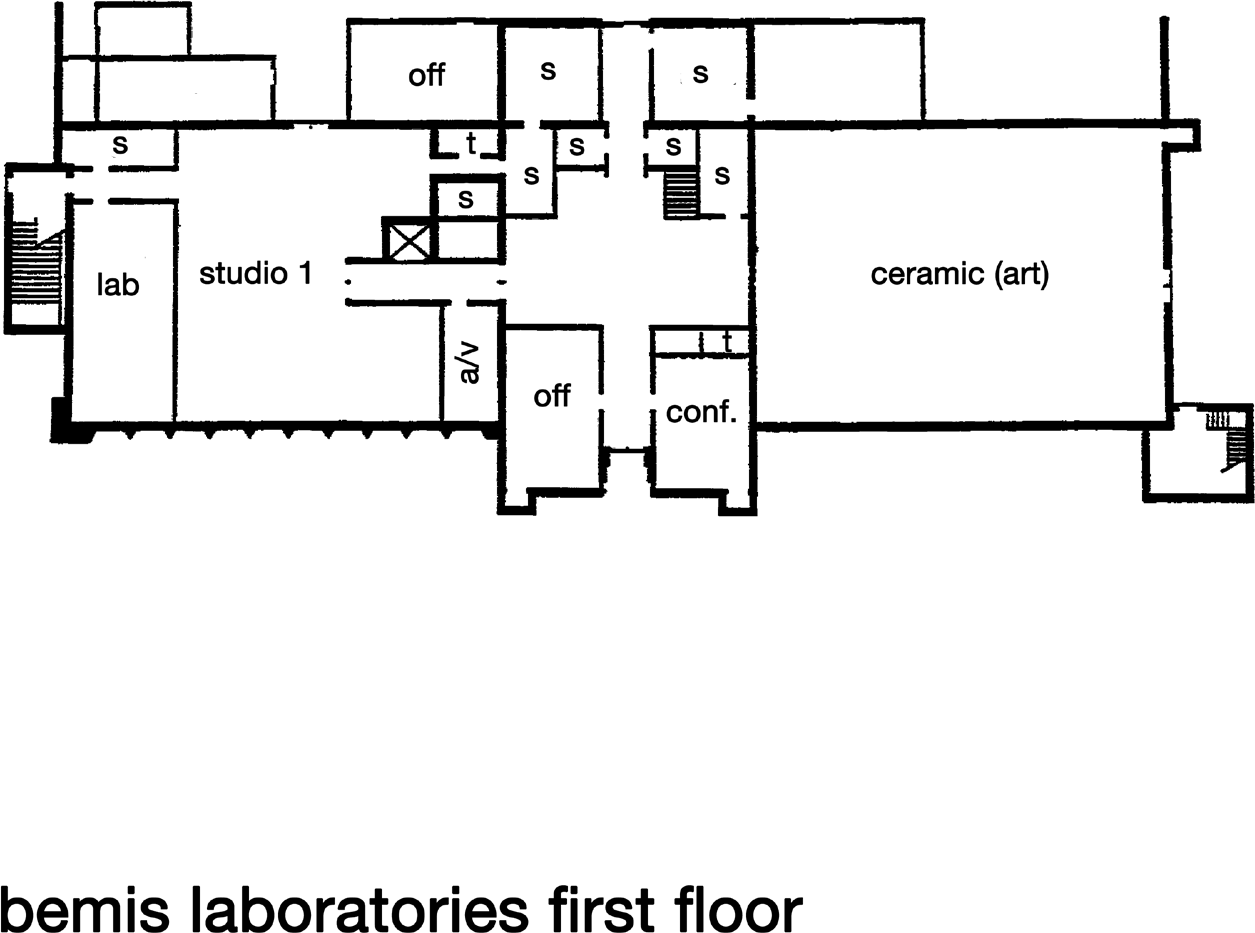 off
s
s
s
t
s
s
s
s
s
lab
studio 1
ceramic (art)
a/v
off
t
conf.
bemis laboratories first floor